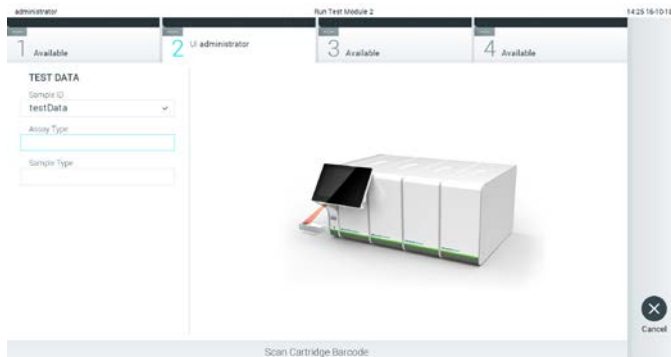 administrator
Run Test Module 2
14:25 16-10-18
1 Available
2 UI administrator
3 Available
4 Available
TEST DATA
Sample ID
testData
Assay Type
Sample Type
Cancel
Scan Cartridge Barcode